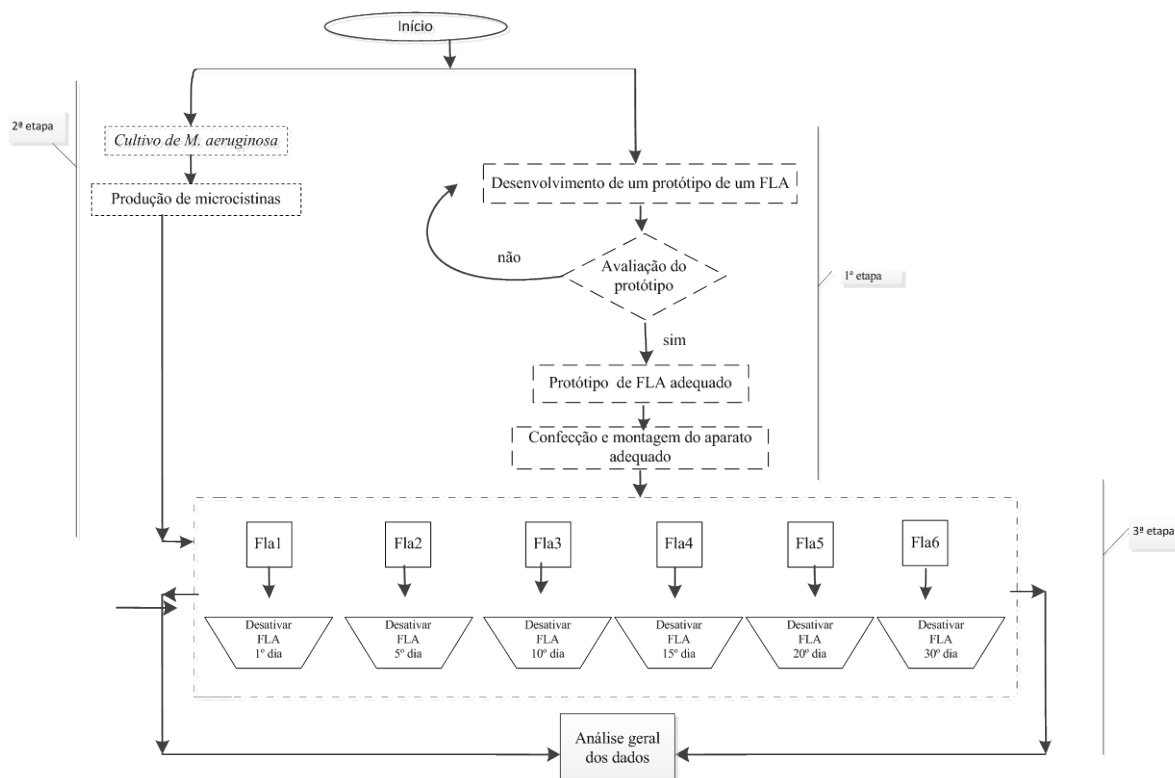 Início
2ª etapa
Cultivo de M. aeruginosa
Produção de microcistinas
Desenvolvimento de um protótipo de um FLA
não
Avaliação do
protótipo
1ª etapa
sim
Protótipo de FLA adequado
Confecção e montagem do aparato
adequado
3ª etapa
Fla1
Fla2
Fla3
Fla4
Fla5
Fla6
Desativar
FLA
1º dia
Desativar
FLA
5º dia
Desativar
FLA
10º dia
Desativar
FLA
15º dia
Desativar
FLA
20º dia
Desativar
FLA
30º dia
Análise geral
dos dados